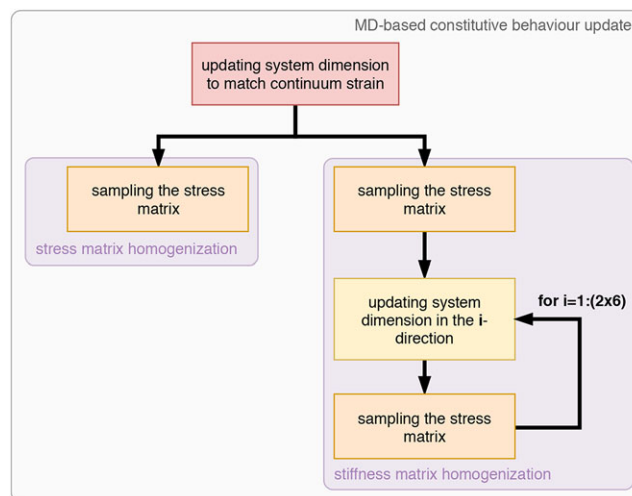 MD-based constitutive behaviour update
updating system dimension
to match continuum strain
sampling the stress
matrix
stress matrix homogenization
sampling the stress
matrix
updating system
dimension in the i-
direction
for i=1:(2x6)
sampling the stress
matrix
stiffness matrix homogenization